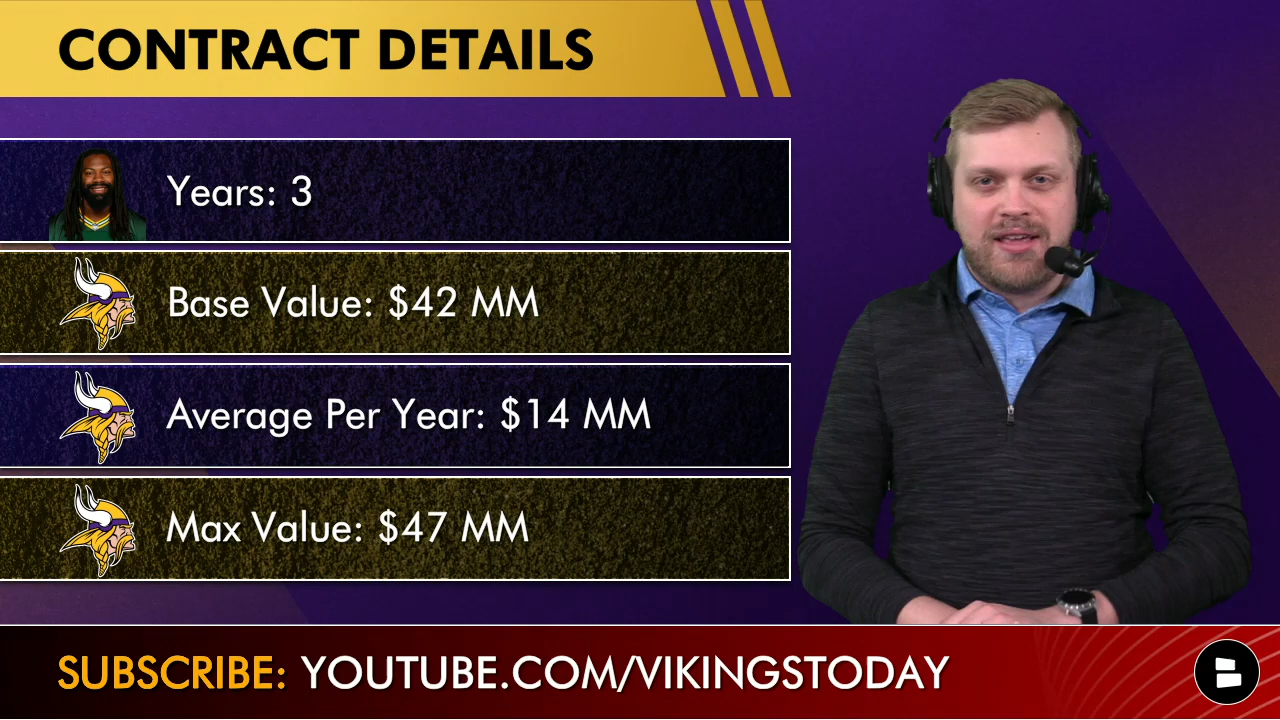 CONTRACT DETAILS
Years: 3
Base Value: $42 MM
Average Per Year: $14 MM
Max Value: $47 MM
SUBSCRIBE: YOUTUBE.COM/VIKINGSTODAY